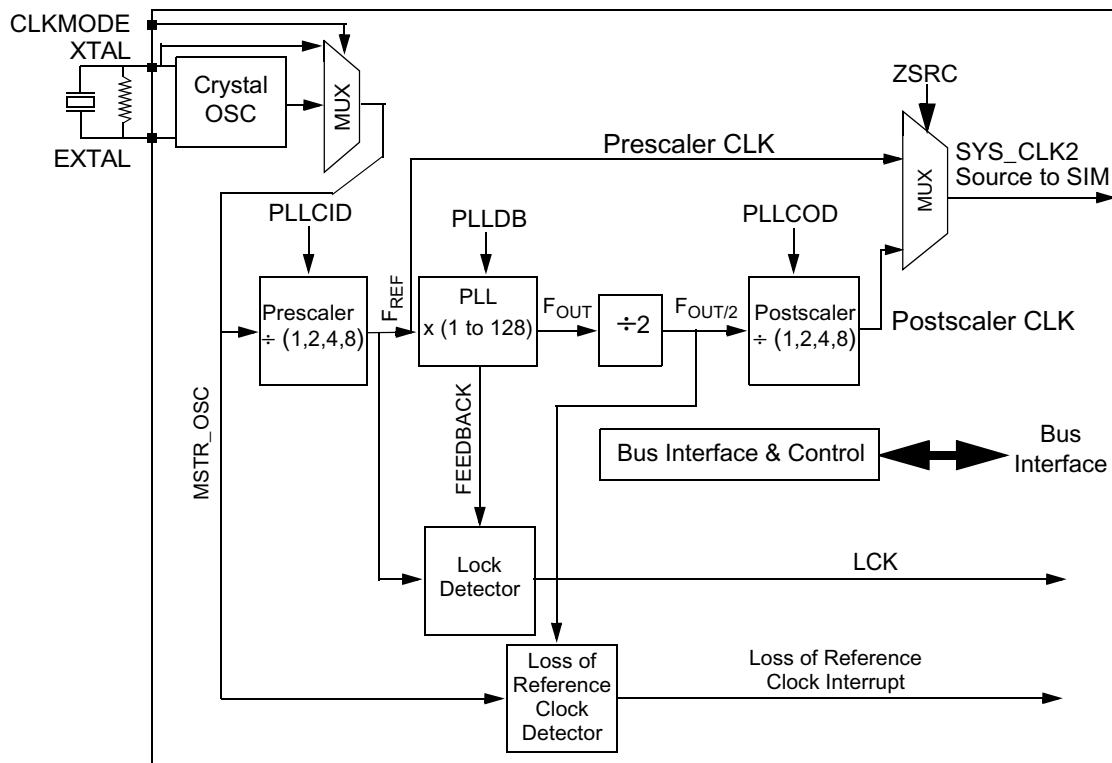 CLKMODE
XTAL
EXTAL
Crystal
OSC
MUX
ZSRC
Prescaler CLK
MUX
SYS_CLK2
Source to SIM
PLLCID
PLLDB
PLLCOD
Prescaler
÷ (1,2,4,8)
FREF
PLL
x (1 to 128)
FOUT
÷2
FOUT/2
Postscaler
÷ (1,2,4,8)
Postscaler CLK
MSTR_OSC
FEEDBACK
Bus Interface & Control
Bus
Interface
Lock
Detector
LCK
Loss of
Reference
Clock
Detector
Loss of Reference
Clock Interrupt